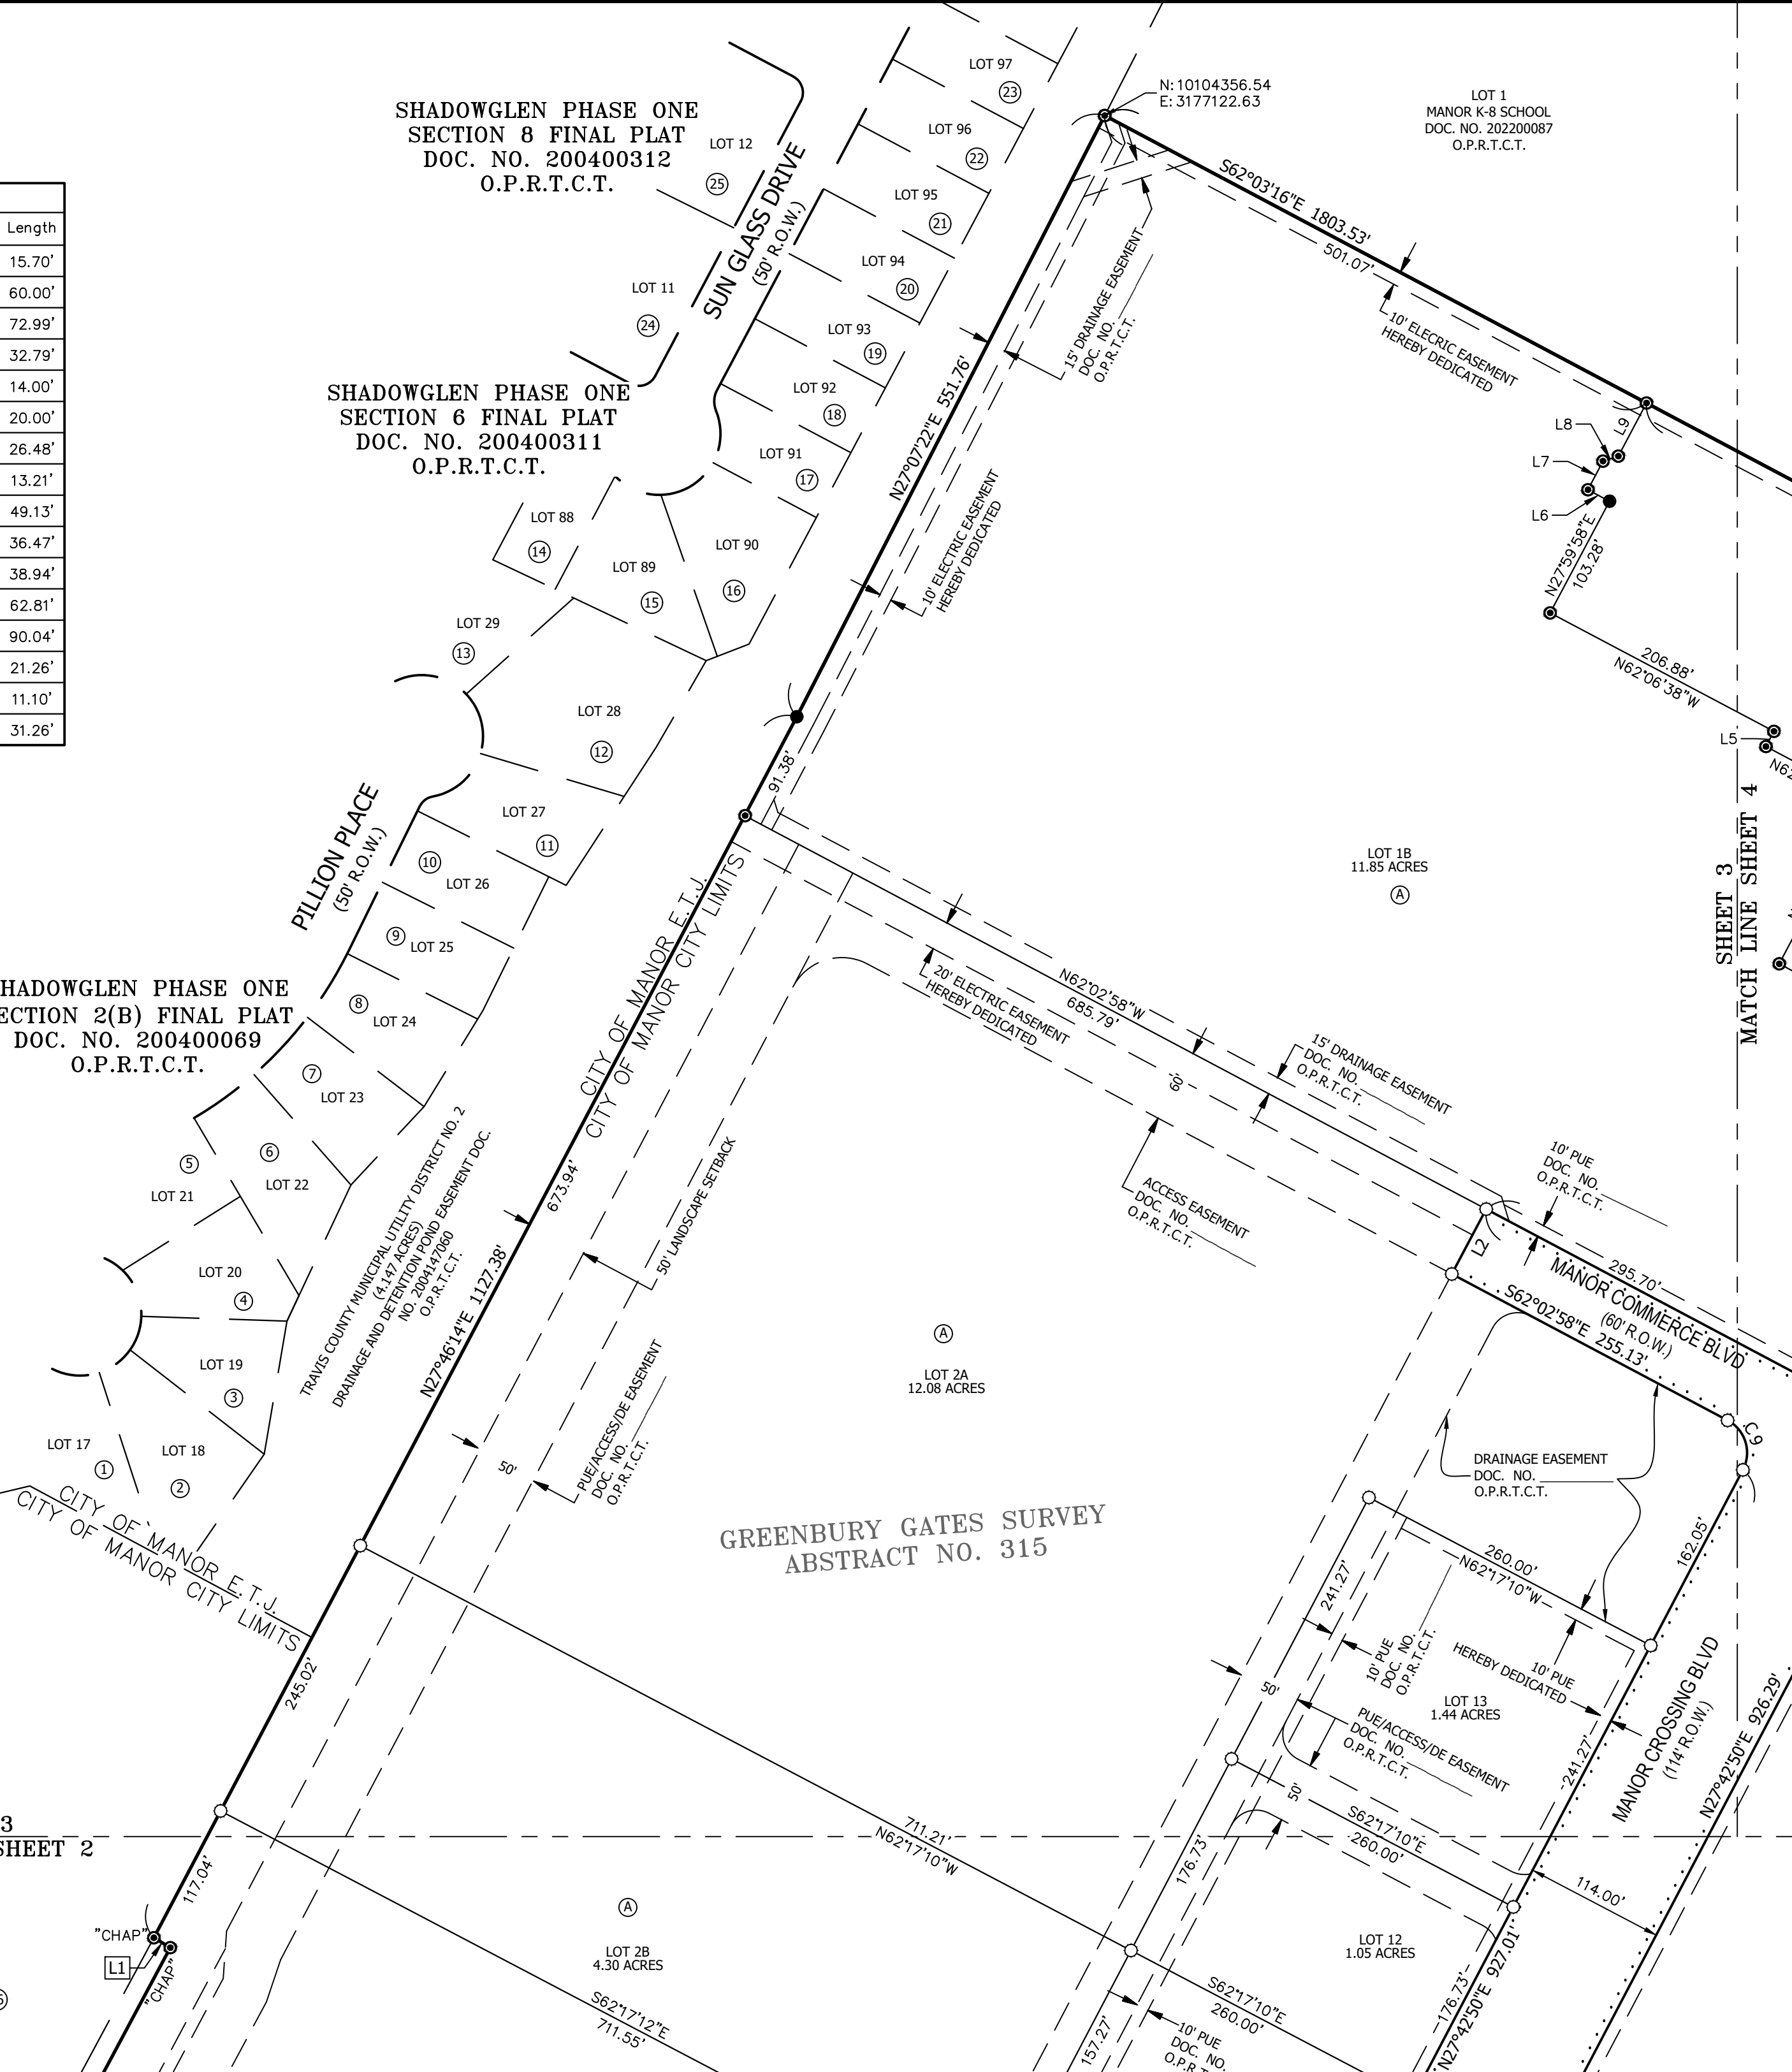 Length
15.70'
60.00'
72.99'
32.79'
14.00'
20.00'
26.48'
13.21'
49.13'
36.47'
38.94'
62.81'
90.04'
21.26'
11.10'
31.26'
SHADOWGLEN PHASE ONE
SECTION 8 FINAL PLAT
DOC. NO. 200400312
O.P.R.T.C.T.
SHADOWGLEN PHASE ONE
SECTION 6 FINAL PLAT
DOC. NO. 200400311
O.P.R.T.C.T.
HADOWGLEN PHASE ONE
ECTION 2(B) FINAL PLAT
DOC. NO. 200400069
O.P.R.T.C.T.
LOT 12
25
LOT 11
24
SUN GLASS DRIVE
(50' R.O.W.)
LOT 97
23
LOT 96
22
LOT 95
21
LOT 94
20
LOT 93
19
LOT 92
18
LOT 91
17
LOT 90
16
LOT 89
15
LOT 88
14
LOT 29
13
LOT 28
12
LOT 27
11
10
LOT 26
9
LOT 25
8
LOT 24
7
LOT 23
6
LOT 22
5
LOT 21
LOT 20
4
LOT 19
3
LOT 18
2
LOT 17
1
PILLION PLACE
(50' R.O.W.)
N:10104356.54
E:3177122.63
LOT 1
MANOR K-8 SCHOOL
DOC. NO. 202200087
O.P.R.T.C.T.
S62°03'16"E 1803.53'
501.07'
10' ELECRIC EASEMENT
HEREBY DEDICATED
15' DRAINAGE EASEMENT
DOC. NO.
O.P.R.T.C.T.
N27°07'22"E 551.76'
10' ELECTRIC EASEMENT
HEREBY DEDICATED
91.38'
L9
L8
L7
L6
N27°59'58"E
103.28'
206.88'
N62°06'38"W
L5
N62
SHEET 3
MATCH LINE SHEET 4
LOT 1B
11.85 ACRES
A
CITY OF MANOR E.T.J.
CITY OF MANOR CITY LIMITS
N62°02'58"W
685.79'
20' ELECTRIC EASEMENT
HEREBY DEDICATED
60'
15' DRAINAGE EASEMENT
DOC. NO.
O.P.R.T.C.T.
ACCESS EASEMENT
DOC. NO.
O.P.R.T.C.T.
10' PUE
DOC. NO.
O.P.R.T.C.T.
L2
295.70'
MANOR COMMERCE BLVD
(60' R.O.W.)
S62°02'58"E 255.13'
C9
TRAVIS COUNTY MUNICIPAL UTILITY DISTRICT NO. 2
(4.147 ACRES)
DRAINAGE AND DETENTION POND EASEMENT DOC.
NO. 2004147060
O.P.R.T.C.T.
673.94'
N27°46'14"E 1127.38'
50' LANDSCAPE SETBACK
50'
PUE/ACCESS/DE EASEMENT
DOC. NO.
O.P.R.T.C.T.
A
LOT 2A
12.08 ACRES
GREENBURY GATES SURVEY
ABSTRACT NO. 315
DRAINAGE EASEMENT
DOC. NO.
O.P.R.T.C.T.
162.05'
260.00'
N62°17'10"W
241.27'
10' PUE
DOC. NO.
O.P.R.T.C.T.
HEREBY DEDICATED
10' PUE
LOT 13
1.44 ACRES
50'
PUE/ACCESS/DE EASEMENT
DOC. NO.
O.P.R.T.C.T.
241.27'
MANOR CROSSING BLVD
(114' R.O.W.)
N27°42'50"E 926.29'
50'
S62°17'10"E
260.00'
114.00'
CITY OF MANOR E.T.J.
CITY OF MANOR CITY LIMITS
245.02'
711.21'
N62°17'10"W
176.73'
3
SHEET 2
117.04'
"CHAP"
L1
"CHAP"
A
LOT 2B
4.30 ACRES
S62°17'12"E
711.55'
LOT 12
1.05 ACRES
S62°17'10"E
260.00'
157.27'
10' PUE
DOC. NO.
176.73'
N27°42'50"E 927.01'